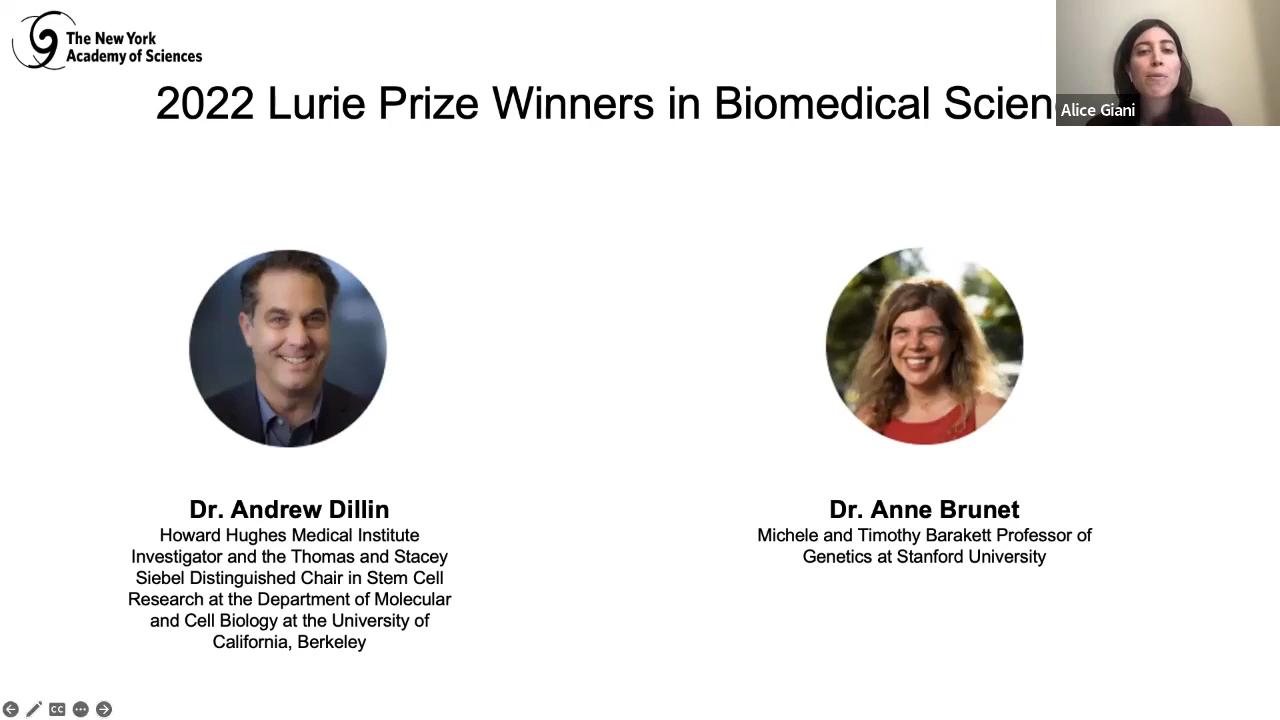 The New York
Academy of Sciences
2022 Lurie Prize Winners in Biomedical Scien
Alice Giani
Dr. Andrew Dillin
Howard Hughes Medical Institute
Investigator and the Thomas and Stacey
Siebel Distinguished Chair in Stem Cell
Research at the Department of Molecular
and Cell Biology at the University of
California, Berkeley
Dr. Anne Brunet
Michele and Timothy Barakett Professor of
Genetics at Stanford University
CC